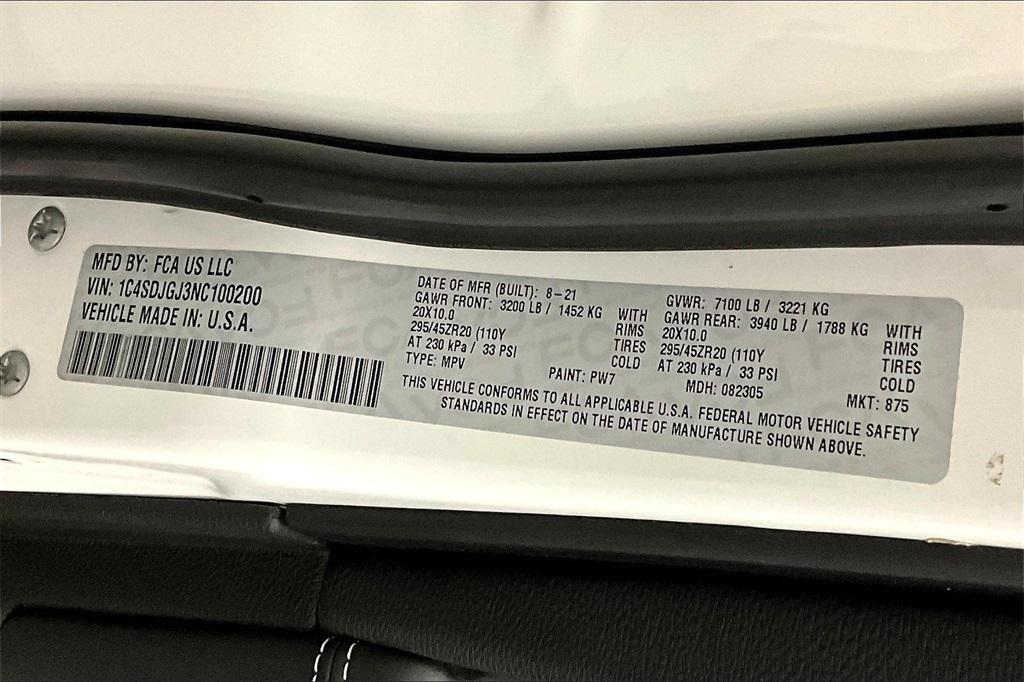 MFD BY: FCA US LLC
VIN: 1C4SDJGJ3NC100200
VEHICLE MADE IN: U.S.A.
DATE OF MFR (BUILT): 8-21
GAWR FRONT: 3200 LB / 1452 KG WITH
20X10.0 RIMS
295/45ZR20 (110Y TIRES
AT 230 kPa / 33 PSI COLD
TYPE: MPV PAINT: PW7
GVWR: 7100 LB / 3221 KG
GAWR REAR: 3940 LB / 1788 KG WITH
20X10.0 RIMS
295/45ZR20 (110Y TIRES
AT 230 kPa / 33 PSI COLD
MDH: 082305 MKT: 875
THIS VEHICLE CONFORMS TO ALL APPLICABLE U.S.A. FEDERAL MOTOR VEHICLE SAFETY
STANDARDS IN EFFECT ON THE DATE OF MANUFACTURE SHOWN ABOVE.